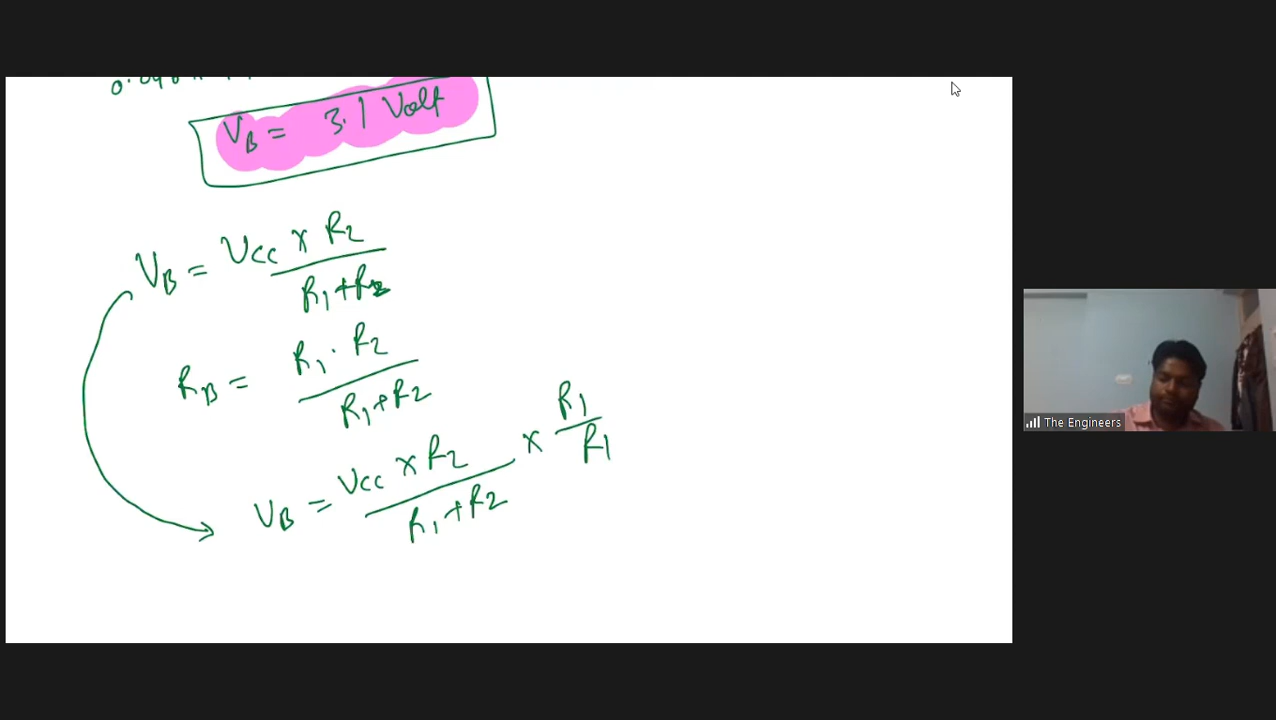 V_B = 3.1 Volt
V_B = Vcc x R2
R1+R2
R_B = R1 . R2
R1+R2
V_B = Vcc x R2 x R1
R1+R2 R1
The Engineers